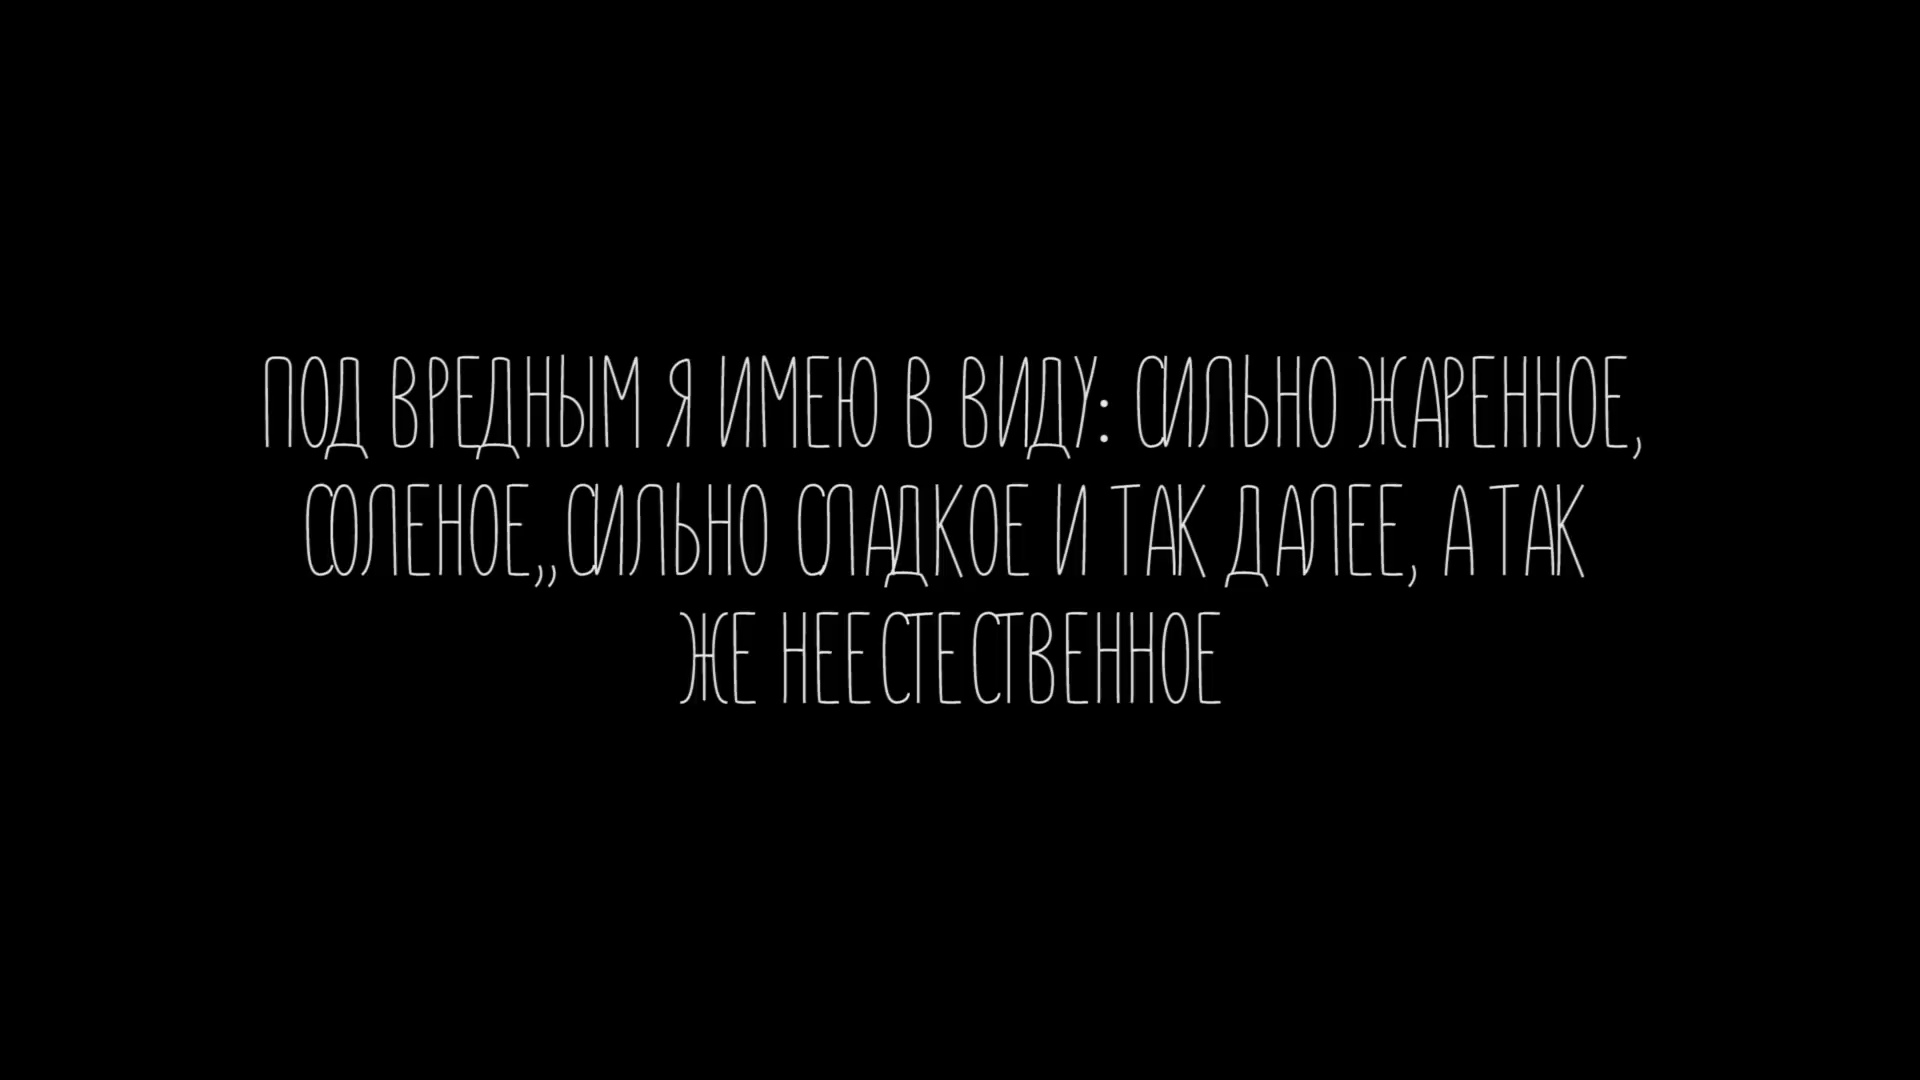 ПОД ВРЕДНЫМ Я ИМЕЮ В ВИДУ: СИЛЬНО ЖАРЕННОЕ,
СОЛЕНОЕ,,СИЛЬНО СЛАДКОЕ И ТАК ДАЛЕЕ, А ТАК
ЖЕ НЕЕСТЕСТВЕННОЕ